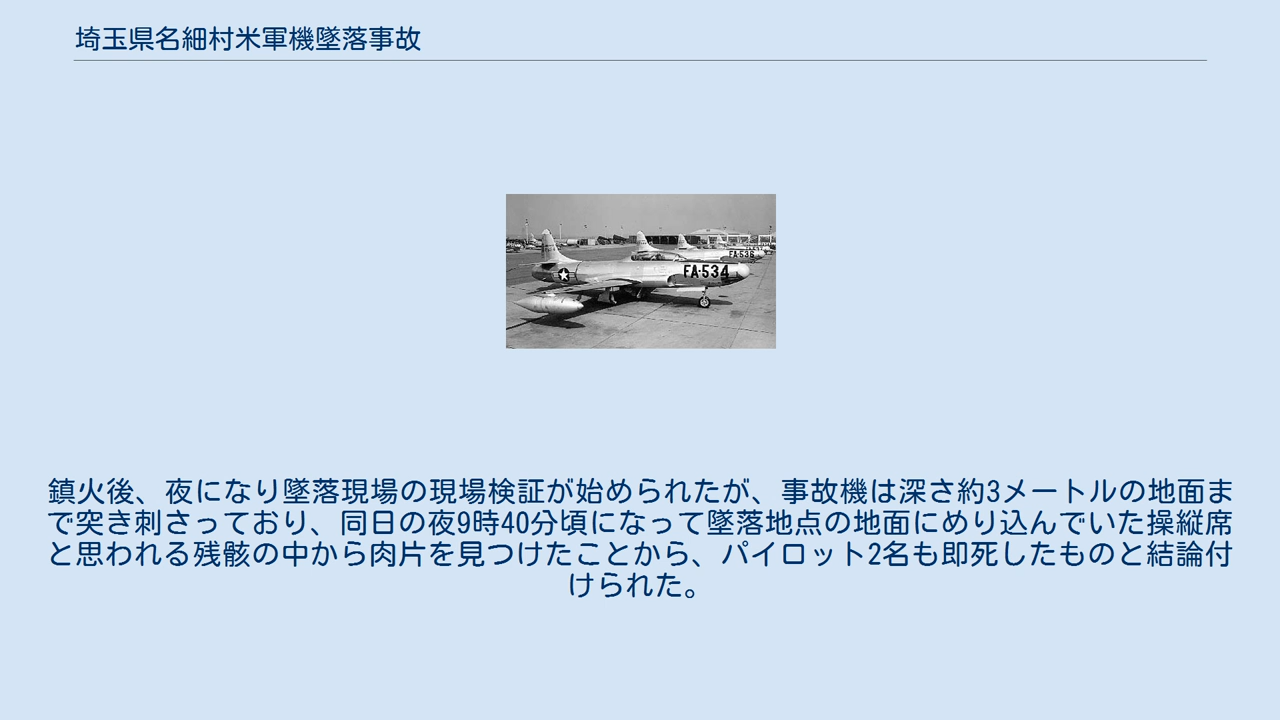 埼玉県名細村米軍機墜落事故
FA-534
FA-536
鎮火後、夜になり墜落現場の現場検証が始められたが、事故機は深さ約3メートルの地面ま
で突き刺さっており、同日の夜9時40分頃になって墜落地点の地面にめり込んでいた操縦席
と思われる残骸の中から肉片を見つけたことから、パイロット2名も即死したものと結論付
けられた。